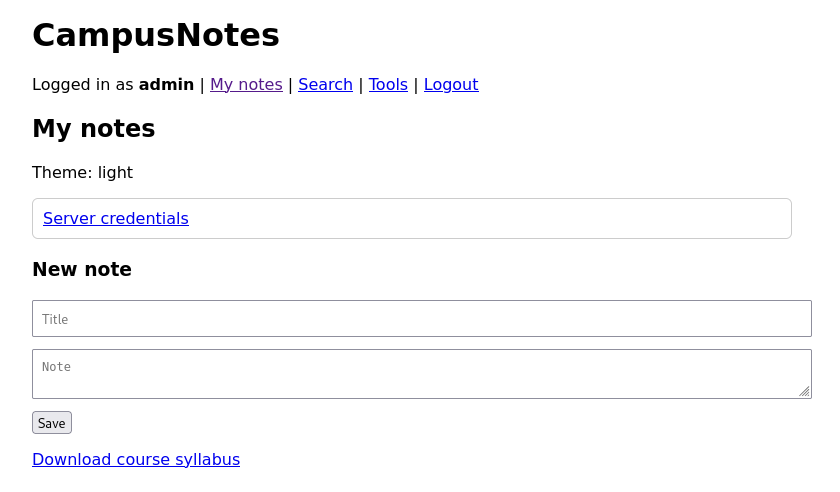 CampusNotes
Logged in as admin | My notes | Search | Tools | Logout
My notes
Theme: light
Server credentials
New note
Title
Note
Save
Download course syllabus